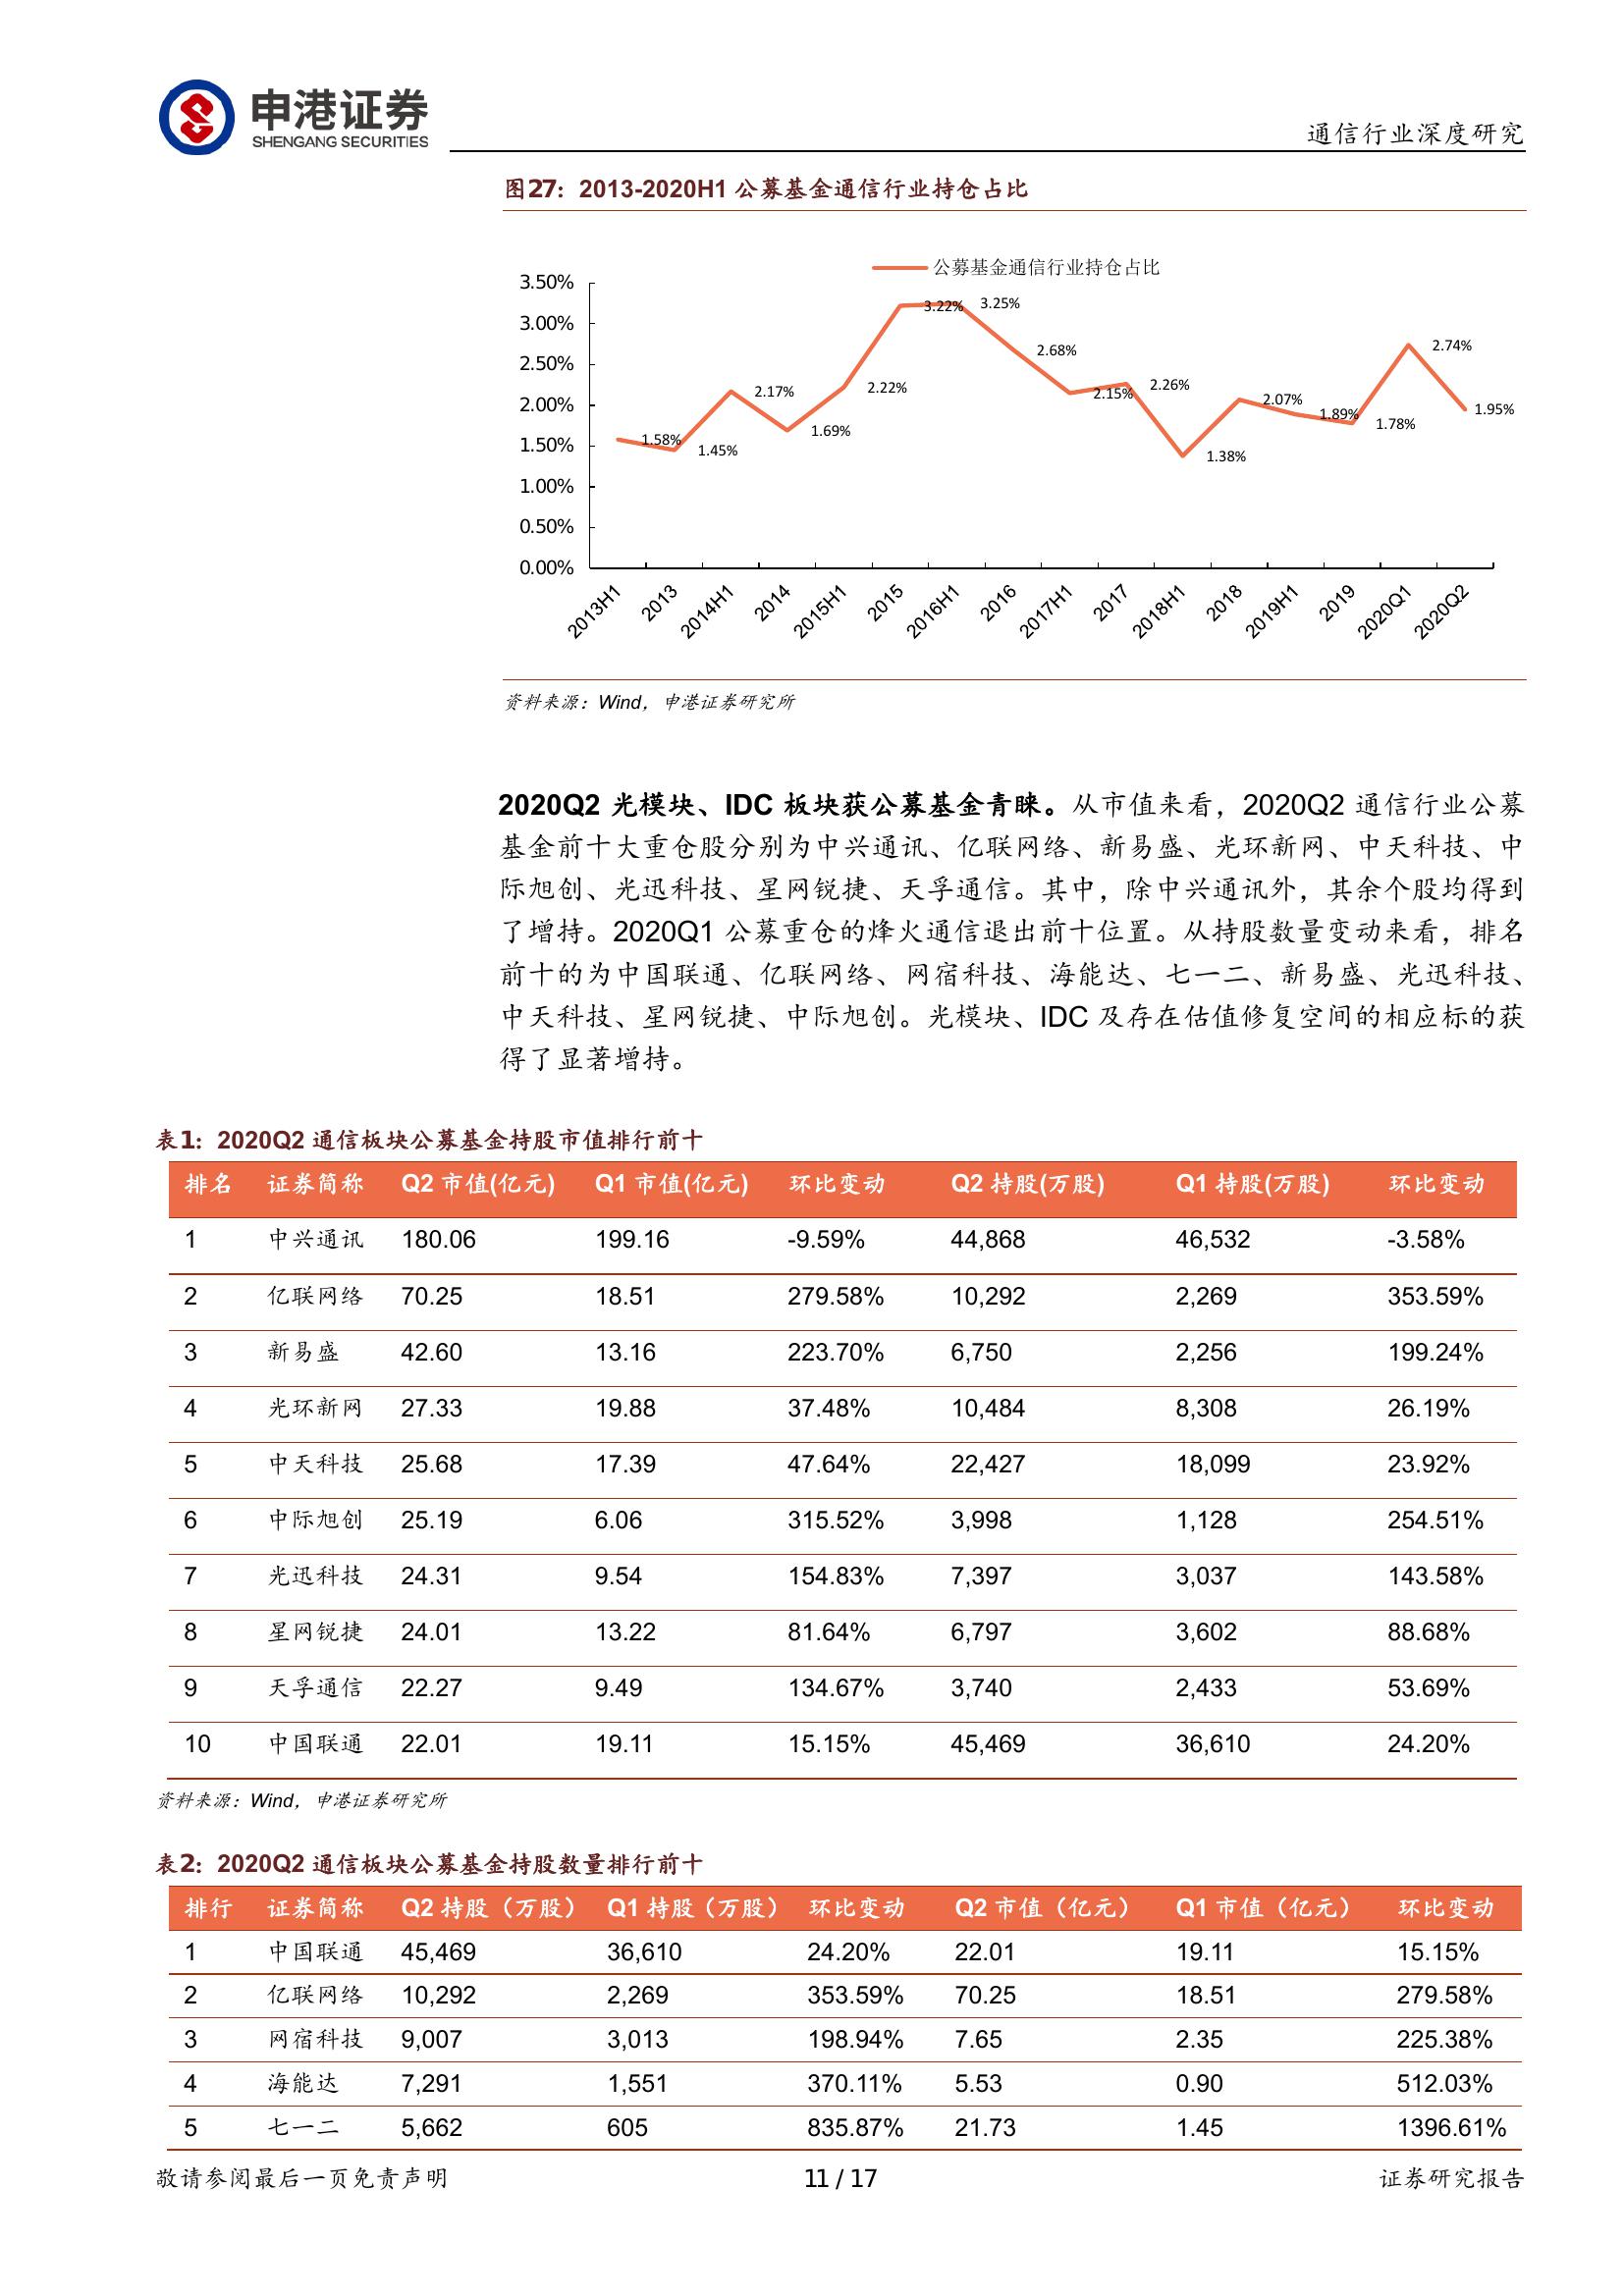 申港证券
SHENGANG SECURITIES
通信行业深度研究
图27：2013-2020H1 公募基金通信行业持仓占比
公募基金通信行业持仓占比
3.50%
3.00%
2.50%
2.00%
1.50%
1.00%
0.50%
0.00%
1.58%
1.45%
2.17%
1.69%
2.22%
3.22%
3.25%
2.68%
2.15%
2.26%
1.38%
2.07%
1.89%
1.78%
2.74%
1.95%
2013H1 2013 2014H1 2014 2015H1 2015 2016H1 2016 2017H1 2017 2018H1 2018 2019H1 2019 2020Q1 2020Q2
资料来源：Wind，申港证券研究所
2020Q2 光模块、IDC 板块获公募基金青睐。从市值来看，2020Q2 通信行业公募
基金前十大重仓股分别为中兴通讯、亿联网络、新易盛、光环新网、中天科技、中
际旭创、光迅科技、星网锐捷、天孚通信。其中，除中兴通讯外，其余个股均得到
了增持。2020Q1 公募重仓的烽火通信退出前十位置。从持股数量变动来看，排名
前十的为中国联通、亿联网络、网宿科技、海能达、七一二、新易盛、光迅科技、
中天科技、星网锐捷、中际旭创。光模块、IDC 及存在估值修复空间的相应标的获
得了显著增持。
表1：2020Q2 通信板块公募基金持股市值排行前十
排名 证券简称 Q2 市值(亿元) Q1 市值(亿元) 环比变动 Q2 持股(万股) Q1 持股(万股) 环比变动
1 中兴通讯 180.06 199.16 -9.59% 44,868 46,532 -3.58%
2 亿联网络 70.25 18.51 279.58% 10,292 2,269 353.59%
3 新易盛 42.60 13.16 223.70% 6,750 2,256 199.24%
4 光环新网 27.33 19.88 37.48% 10,484 8,308 26.19%
5 中天科技 25.68 17.39 47.64% 22,427 18,099 23.92%
6 中际旭创 25.19 6.06 315.52% 3,998 1,128 254.51%
7 光迅科技 24.31 9.54 154.83% 7,397 3,037 143.58%
8 星网锐捷 24.01 13.22 81.64% 6,797 3,602 88.68%
9 天孚通信 22.27 9.49 134.67% 3,740 2,433 53.69%
10 中国联通 22.01 19.11 15.15% 45,469 36,610 24.20%
资料来源：Wind，申港证券研究所
表2：2020Q2 通信板块公募基金持股数量排行前十
排行 证券简称 Q2 持股（万股） Q1 持股（万股） 环比变动 Q2 市值（亿元） Q1 市值（亿元） 环比变动
1 中国联通 45,469 36,610 24.20% 22.01 19.11 15.15%
2 亿联网络 10,292 2,269 353.59% 70.25 18.51 279.58%
3 网宿科技 9,007 3,013 198.94% 7.65 2.35 225.38%
4 海能达 7,291 1,551 370.11% 5.53 0.90 512.03%
5 七一二 5,662 605 835.87% 21.73 1.45 1396.61%
敬请参阅最后一页免责声明 11 / 17 证券研究报告